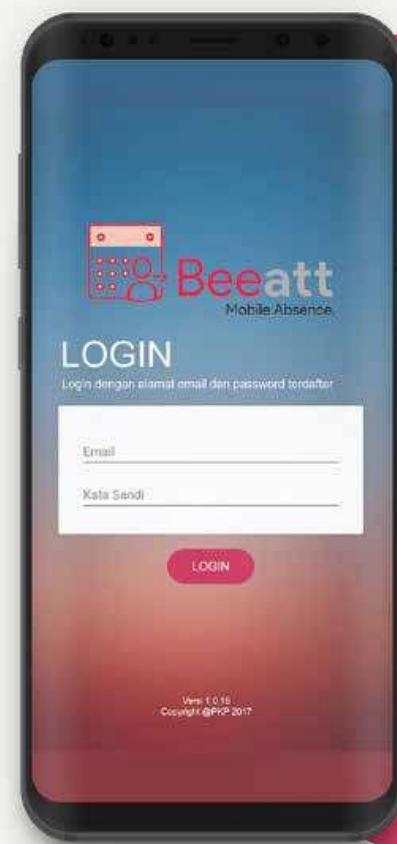 Beeatt
Mobile Absence
LOGIN
Login dengan alamat email dan password terdaftar
Email
Kata Sandi
LOGIN
Versi 1.0.16
Copyright @PKP 2017